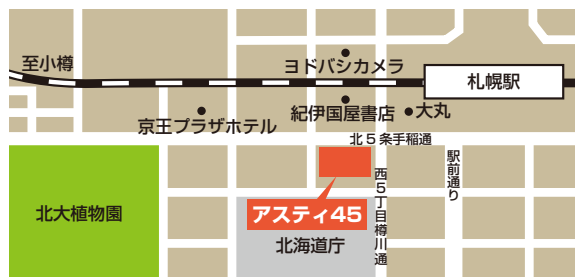 ヨドバシカメラ
至小樽
札幌駅
紀伊国屋書店
大丸
京王プラザホテル
北5条手稲通
駅前通り
西5丁目樽川通
アスティ45
北大植物園
北海道庁